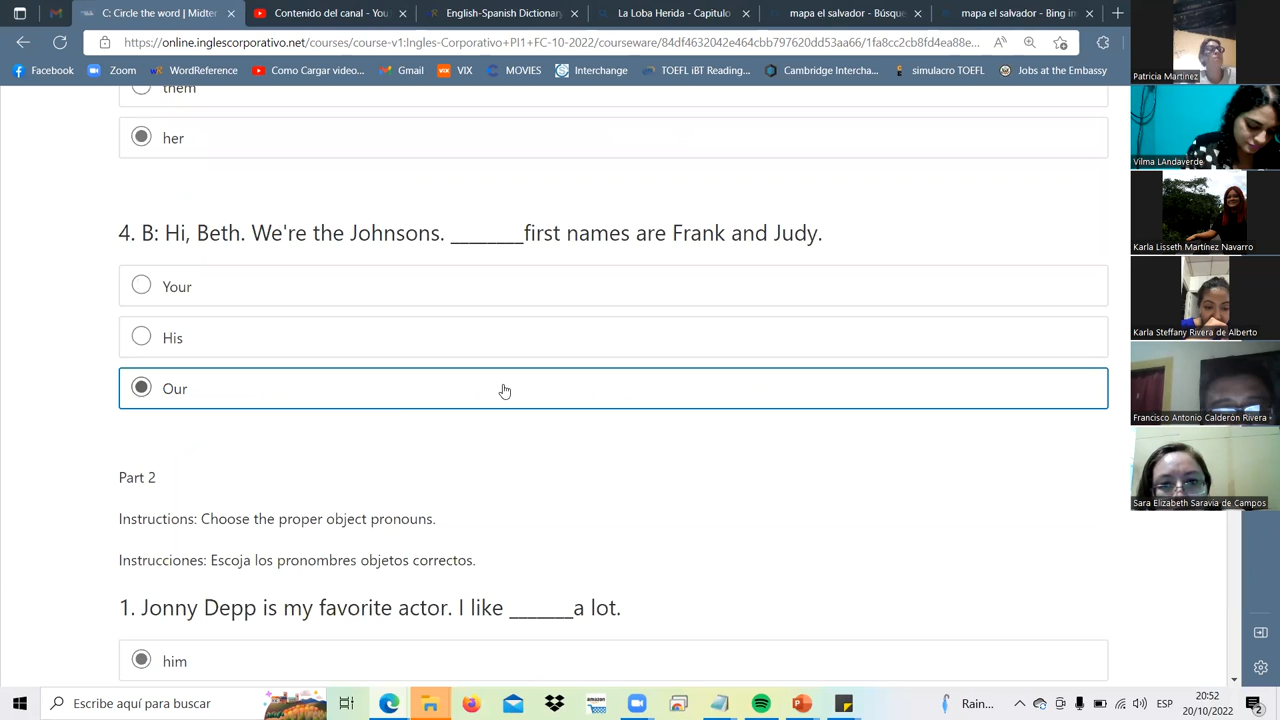 C: Circle the word | Midter
Contenido del canal - You
English-Spanish Dictionary
La Loba Herida - Capitulo
mapa el salvador - Búsque
mapa el salvador - Bing im
https://online.inglescorporativo.net/courses/course-v1:Ingles-Corporativo+PI1+FC-10-2022/courseware/84df4632042e464cbb797620dd53aa66/1fa8cc2cb8fd4ea88e...
Facebook
Zoom
WordReference
Como Cargar video...
Gmail
VIX
MOVIES
Interchange
TOEFL iBT Reading...
Cambridge Intercha...
simulacro TOEFL
Jobs at the Embassy
them
her
4. B: Hi, Beth. We're the Johnsons. _______first names are Frank and Judy.
Your
His
Our
Part 2
Instructions: Choose the proper object pronouns.
Instrucciones: Escoja los pronombres objetos correctos.
1. Jonny Depp is my favorite actor. I like ______a lot.
him
Patricia Martinez
Vilma LAndaverde
Karla Lisseth Martínez Navarro
Karla Steffany Rivera de Alberto
Francisco Antonio Calderón Rivera
Sara Elizabeth Saravia de Campos
Escribe aquí para buscar
amazon
Rain...
ESP
20:52
20/10/2022
2